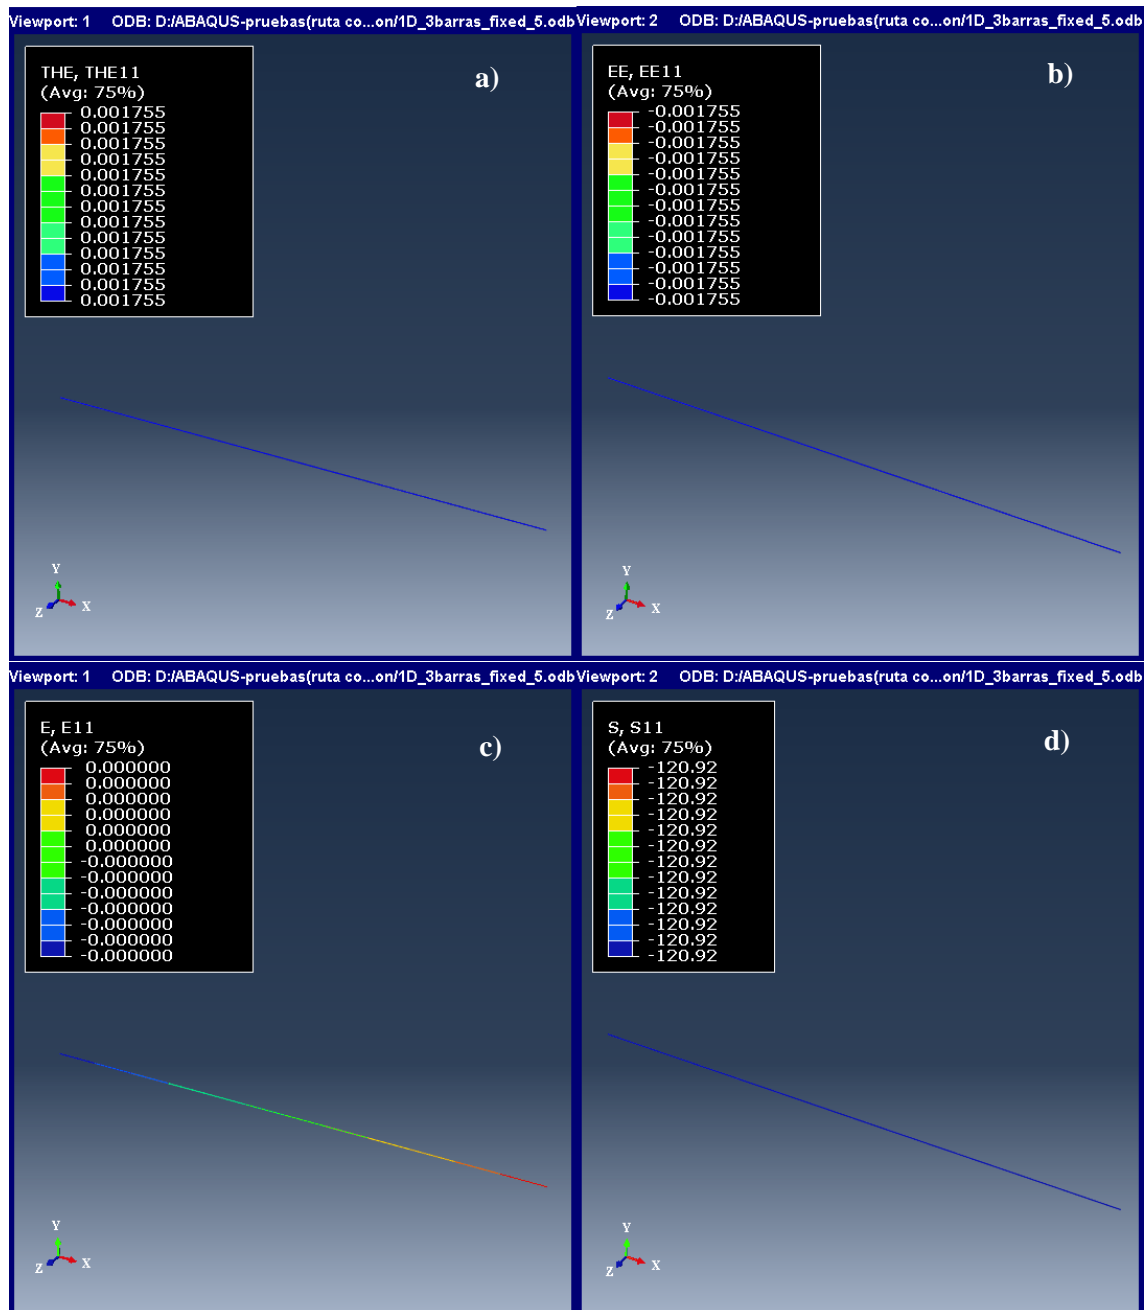 Viewport: 1 ODB: D:/ABAQUS-pruebas(ruta co...on/1D_3barras_fixed_5.odb
THE, THE11
(Avg: 75%)
0.001755
0.001755
0.001755
0.001755
0.001755
0.001755
0.001755
0.001755
0.001755
0.001755
0.001755
0.001755
0.001755
a)
Y
Z X
Viewport: 2 ODB: D:/ABAQUS-pruebas(ruta co...on/1D_3barras_fixed_5.odb
EE, EE11
(Avg: 75%)
-0.001755
-0.001755
-0.001755
-0.001755
-0.001755
-0.001755
-0.001755
-0.001755
-0.001755
-0.001755
-0.001755
-0.001755
-0.001755
b)
Y
Z X
Viewport: 1 ODB: D:/ABAQUS-pruebas(ruta co...on/1D_3barras_fixed_5.odb
E, E11
(Avg: 75%)
0.000000
0.000000
0.000000
0.000000
0.000000
0.000000
-0.000000
-0.000000
-0.000000
-0.000000
-0.000000
-0.000000
-0.000000
c)
Y
Z X
Viewport: 2 ODB: D:/ABAQUS-pruebas(ruta co...on/1D_3barras_fixed_5.odb
S, S11
(Avg: 75%)
-120.92
-120.92
-120.92
-120.92
-120.92
-120.92
-120.92
-120.92
-120.92
-120.92
-120.92
-120.92
-120.92
d)
Y
Z X